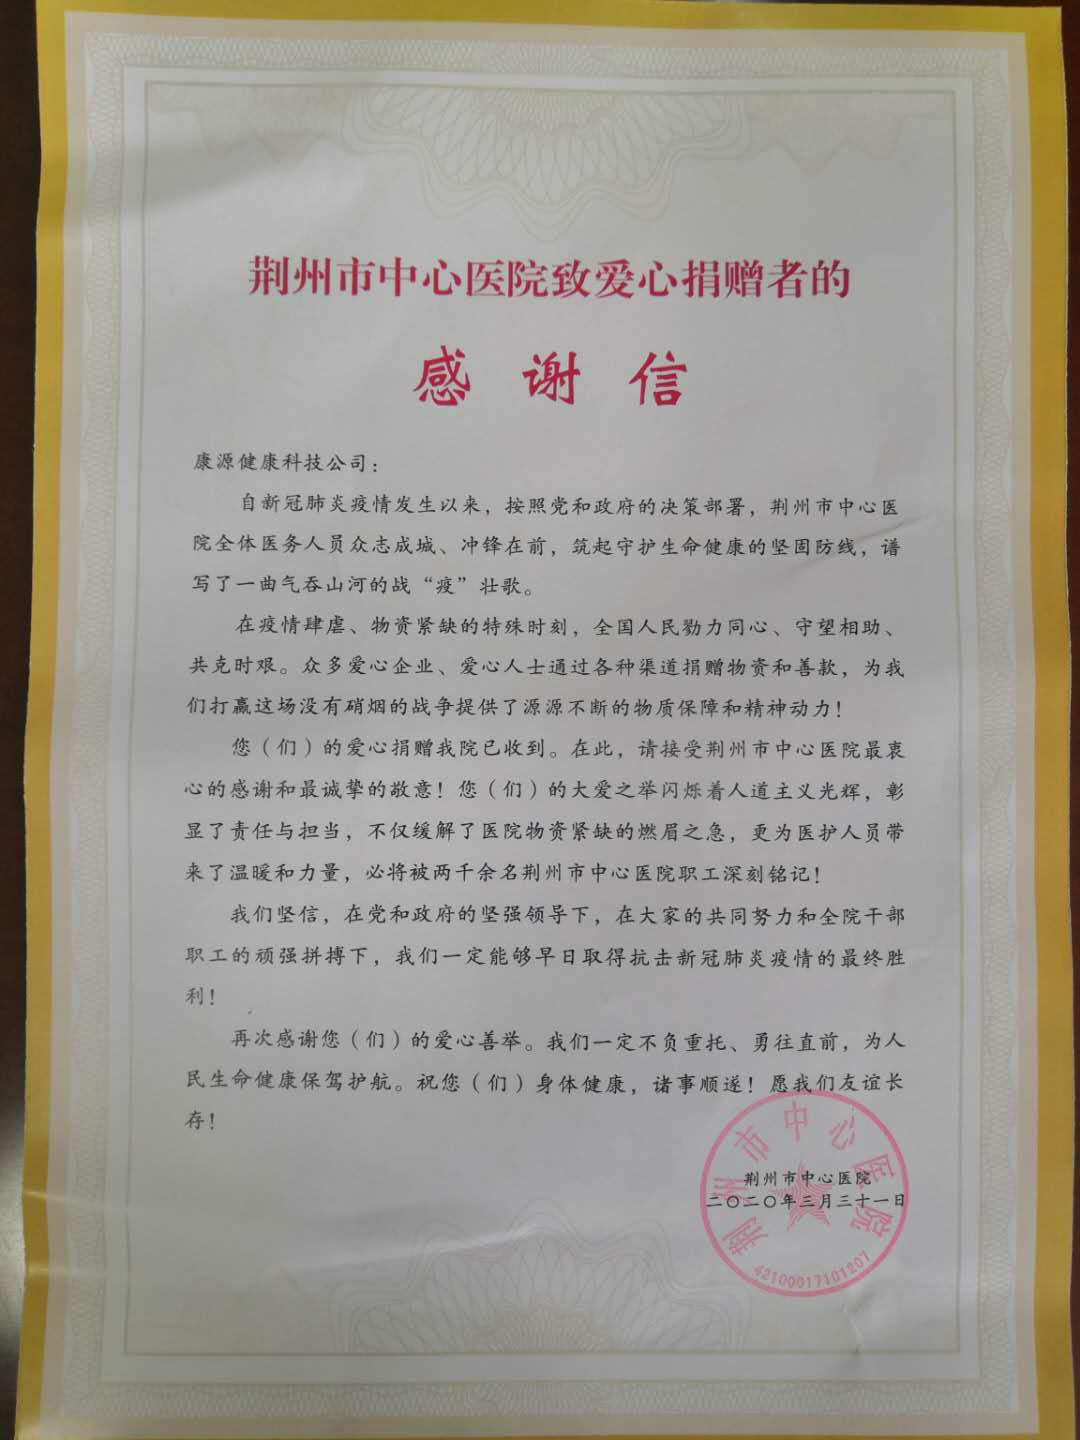 荆州市中心医院致爱心捐赠者的
感谢信
康源健康科技公司：
自新冠肺炎疫情发生以来，按照党和政府的决策部署，荆州市中心医
院全体医务人员众志成城、冲锋在前，筑起守护生命健康的坚固防线，谱
写了一曲气吞山河的战“疫”壮歌。
在疫情肆虐、物资紧缺的特殊时刻，全国人民勠力同心、守望相助、
共克时艰。众多爱心企业、爱心人士通过各种渠道捐赠物资和善款，为我
们打赢这场没有硝烟的战争提供了源源不断的物质保障和精神动力！
您（们）的爱心捐赠我院已收到。在此，请接受荆州市中心医院最衷
心的感谢和最诚挚的敬意！您（们）的大爱之举闪烁着人道主义光辉，彰
显了责任与担当，不仅缓解了医院物资紧缺的燃眉之急，更为医护人员带
来了温暖和力量，必将被两千余名荆州市中心医院职工深刻铭记！
我们坚信，在党和政府的坚强领导下，在大家的共同努力和全院干部
职工的顽强拼搏下，我们一定能够早日取得抗击新冠肺炎疫情的最终胜
利！
再次感谢您（们）的爱心善举。我们一定不负重托、勇往直前，为人
民生命健康保驾护航。祝您（们）身体健康，诸事顺遂！愿我们友谊长
存！
荆州市中心医院
二〇二〇年三月三十一日
荆州市中心医院
42100017101207